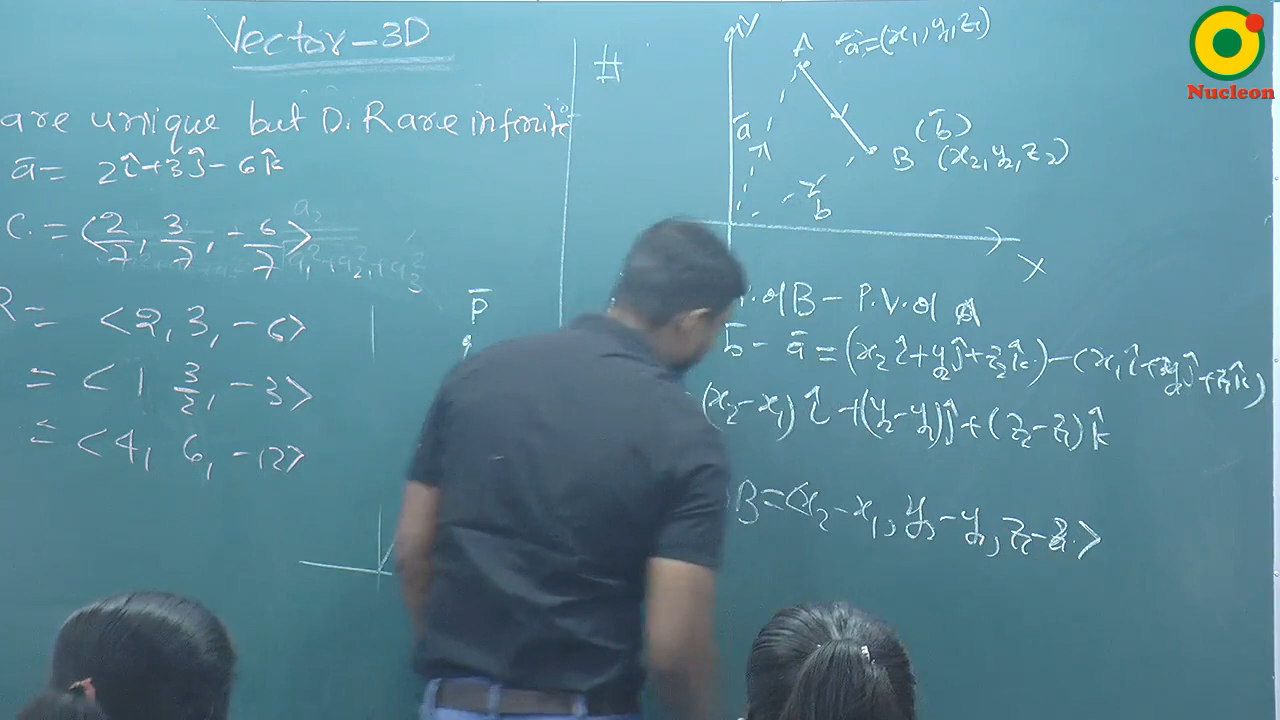 Vector-3D
are unique but D.R are infinite
ā = 2î+3ĵ-6k̂
C. = <2/7, 3/7, -6/7>
R = <2, 3, -6>
= <1 3/2, -3>
= <4, 6, -12>
p̄
#
Y
A ā=(x₁,y₁,z₁)
ā
(b̄)
B (x₂,y₂,z₂)
b̄
X
. of B - P.V. of A
b̄ - ā = (x₂î+y₂ĵ+z₂k̂)-(x₁î+y₁ĵ+z₁k̂)
(x₂-x₁)î+(y₂-y₁)ĵ+(z₂-z₁)k̂
B=<x₂-x₁, y₂-y₁, z₂-z₁>
Nucleon